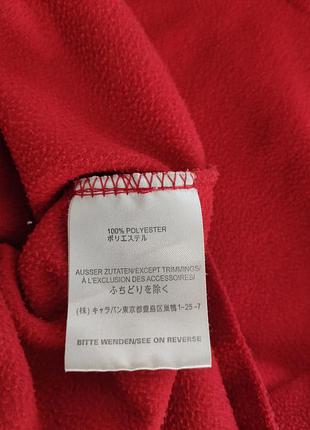 100% POLYESTER
ポリエステル
AUSSER ZUTATEN/EXCEPT TRIMMINGS/
À L'EXCLUSION DES ACCESSOIRES/
ふちどりを除く
(株) キャラバン東京都豊島区巣鴨1-25-7
BITTE WENDEN/SEE ON REVERSE